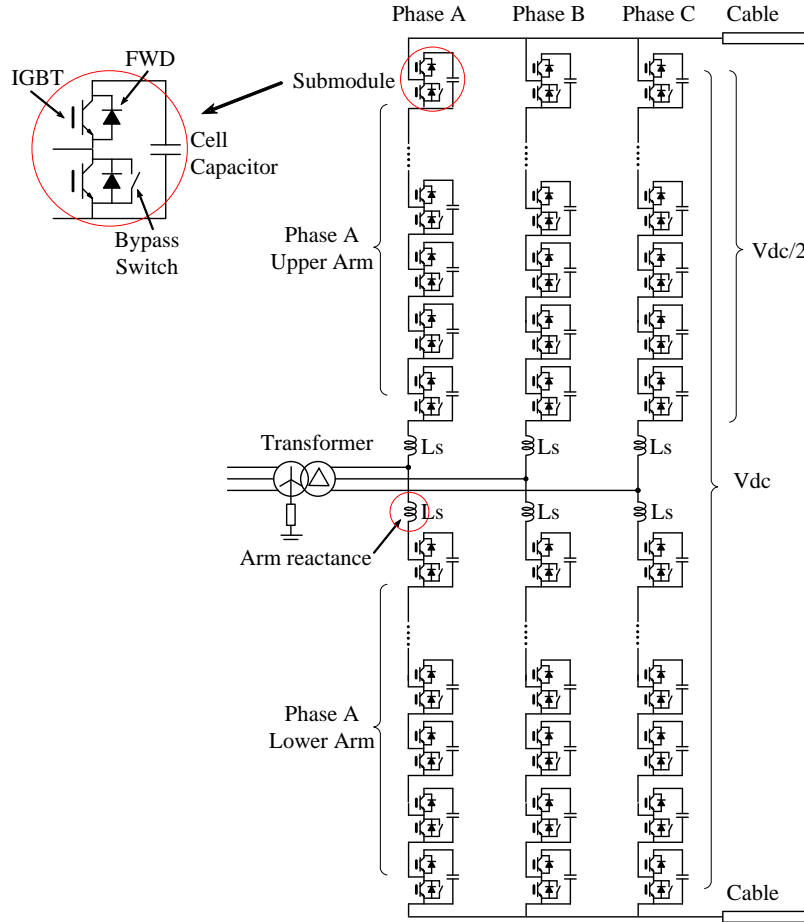 Phase A
Phase B
Phase C
Cable
FWD
IGBT
Submodule
Cell
Capacitor
Bypass
Switch
Phase A
Upper Arm
Vdc/2
Transformer
Ls
Ls
Ls
Vdc
Ls
Ls
Ls
Arm reactance
Phase A
Lower Arm
Cable